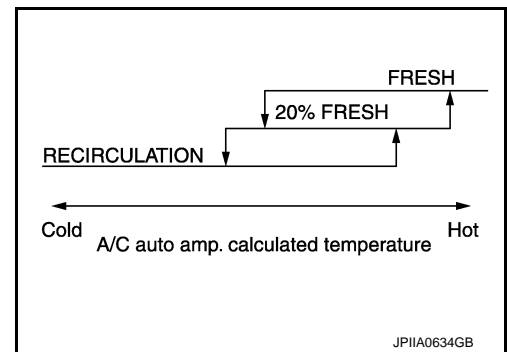 FRESH
20% FRESH
RECIRCULATION
Cold
Hot
A/C auto amp. calculated temperature
JPIIA0634GB